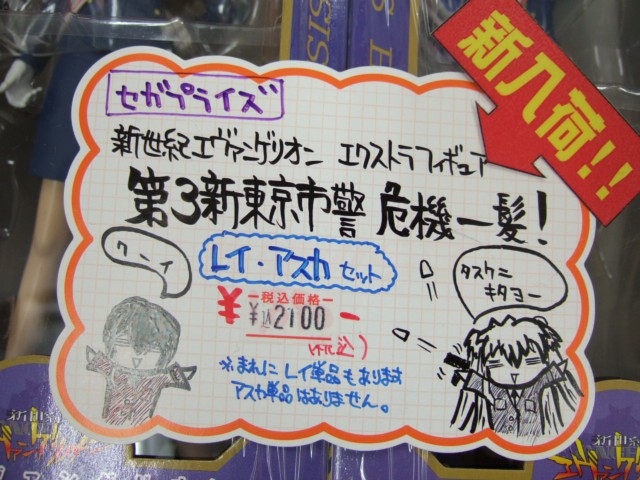 新入荷!!
セガプライズ
新世紀エヴァンゲリオン エクストラフィギュア
第3新東京市警 危機一髪!
レイ・アスカ セット
クーイ
タスケニ
キタヨー
税込価格
¥2100
※まれにレイ単品もあります
アスカ単品はありません。